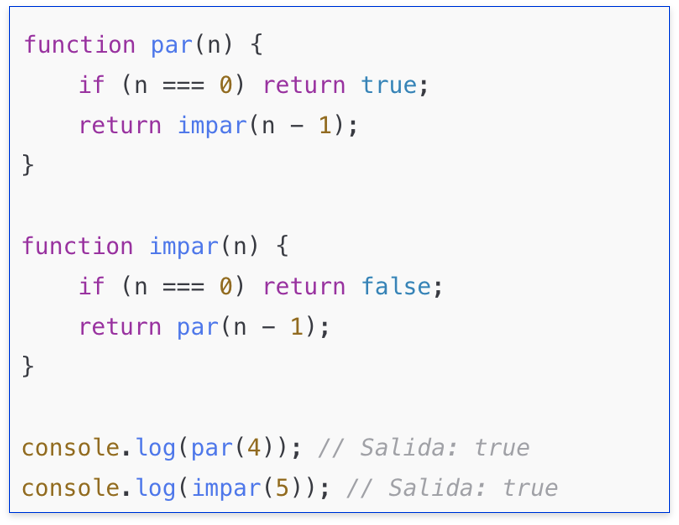 function par(n) {
    if (n === 0) return true;
    return impar(n - 1);
}

function impar(n) {
    if (n === 0) return false;
    return par(n - 1);
}

console.log(par(4)); // Salida: true
console.log(impar(5)); // Salida: true